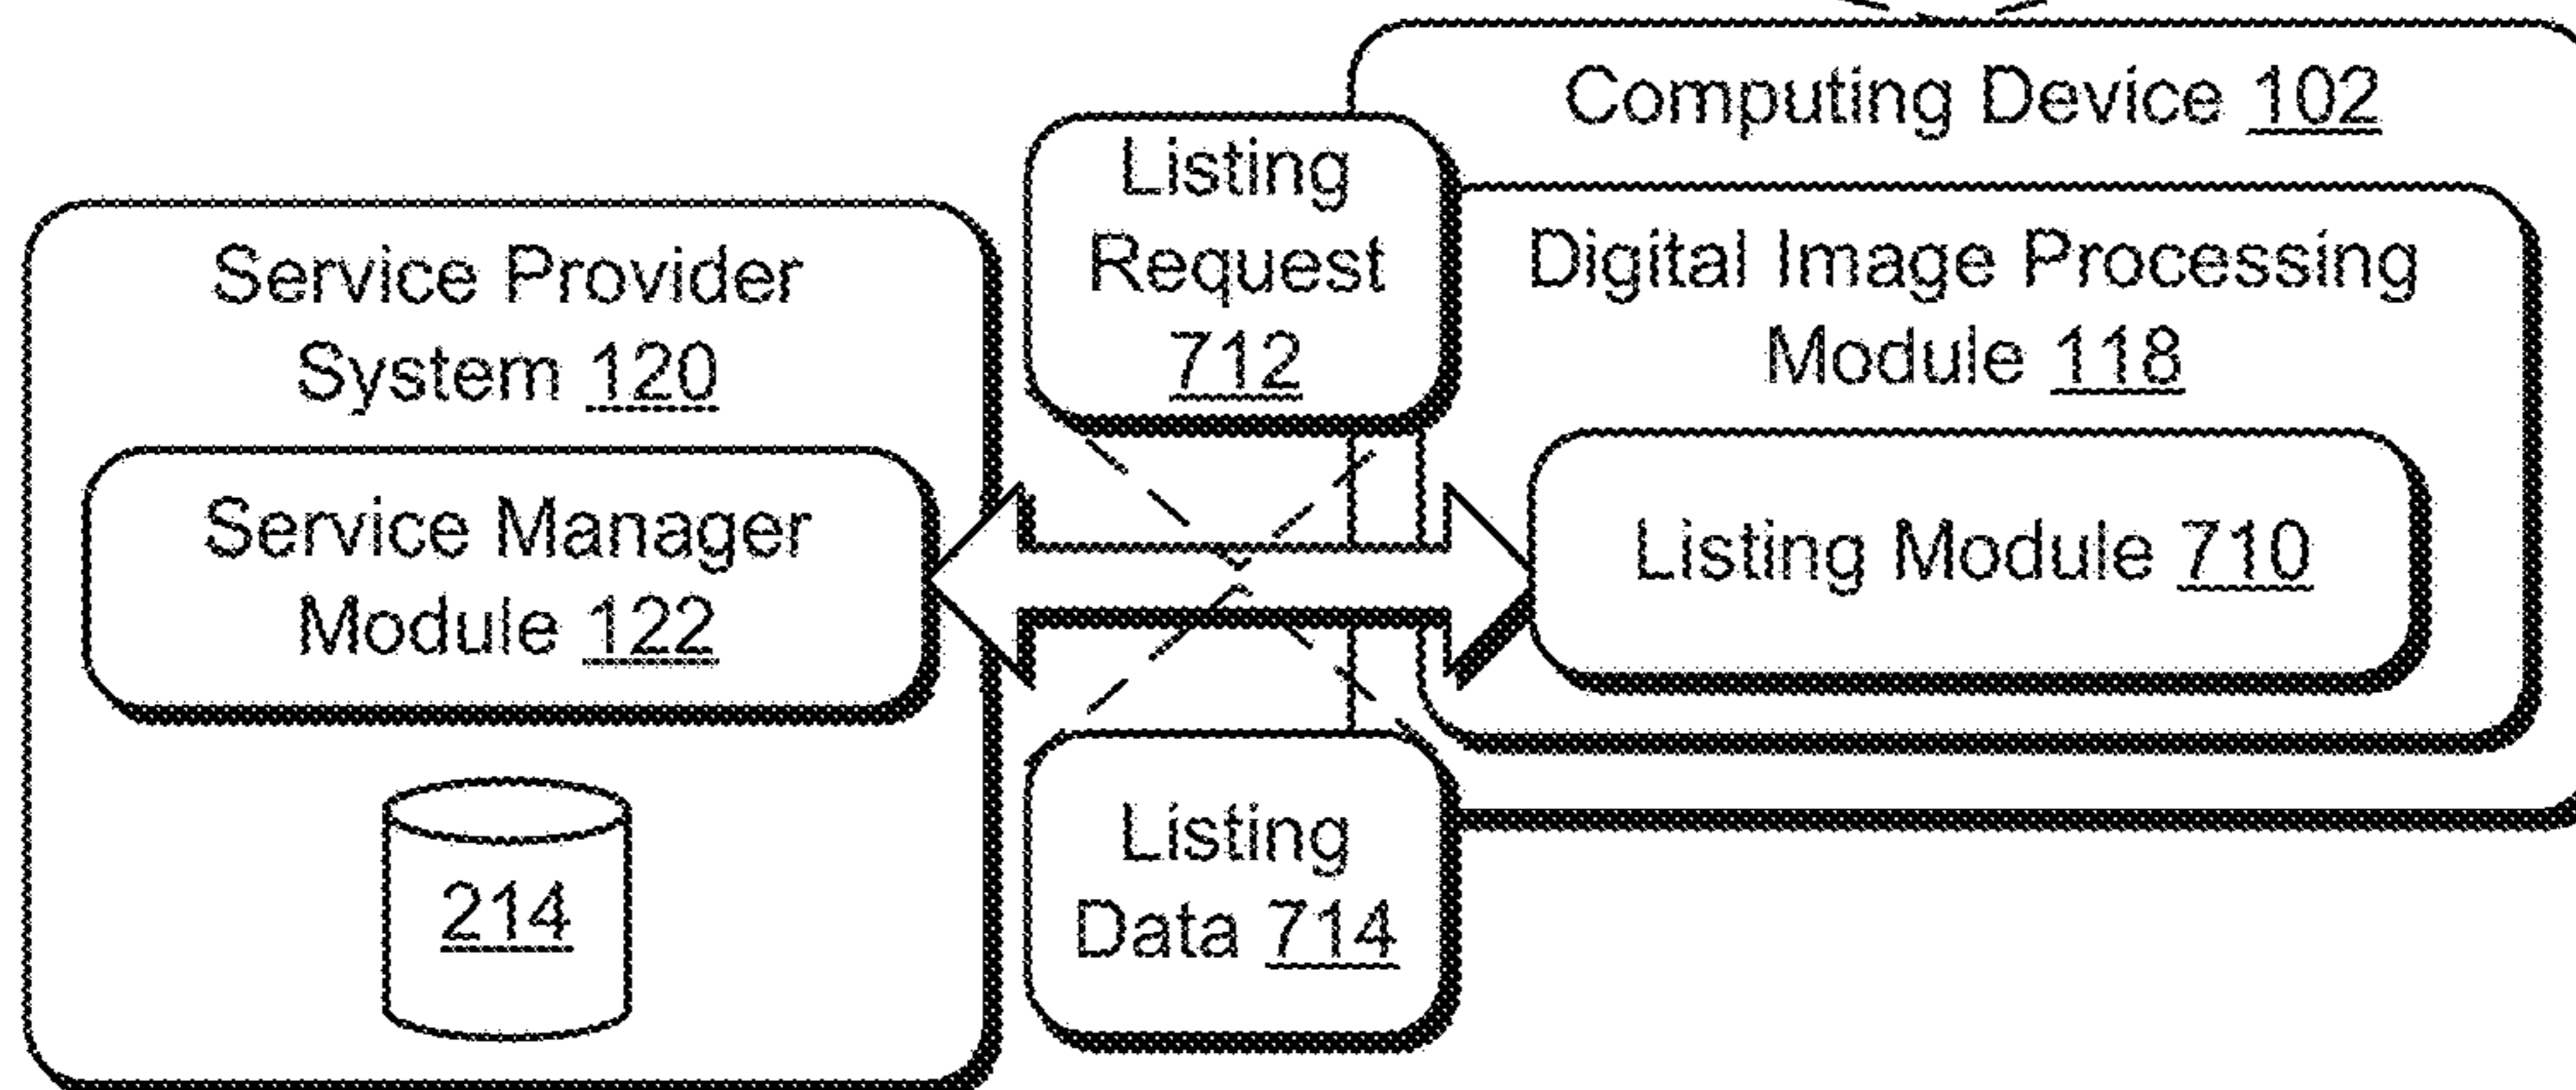 Computing Device 102
Listing
Request
712
Service Provider
System 120
Digital Image Processing
Module 118
Service Manager
Module 122
Listing Module 710
214
Listing
Data 714